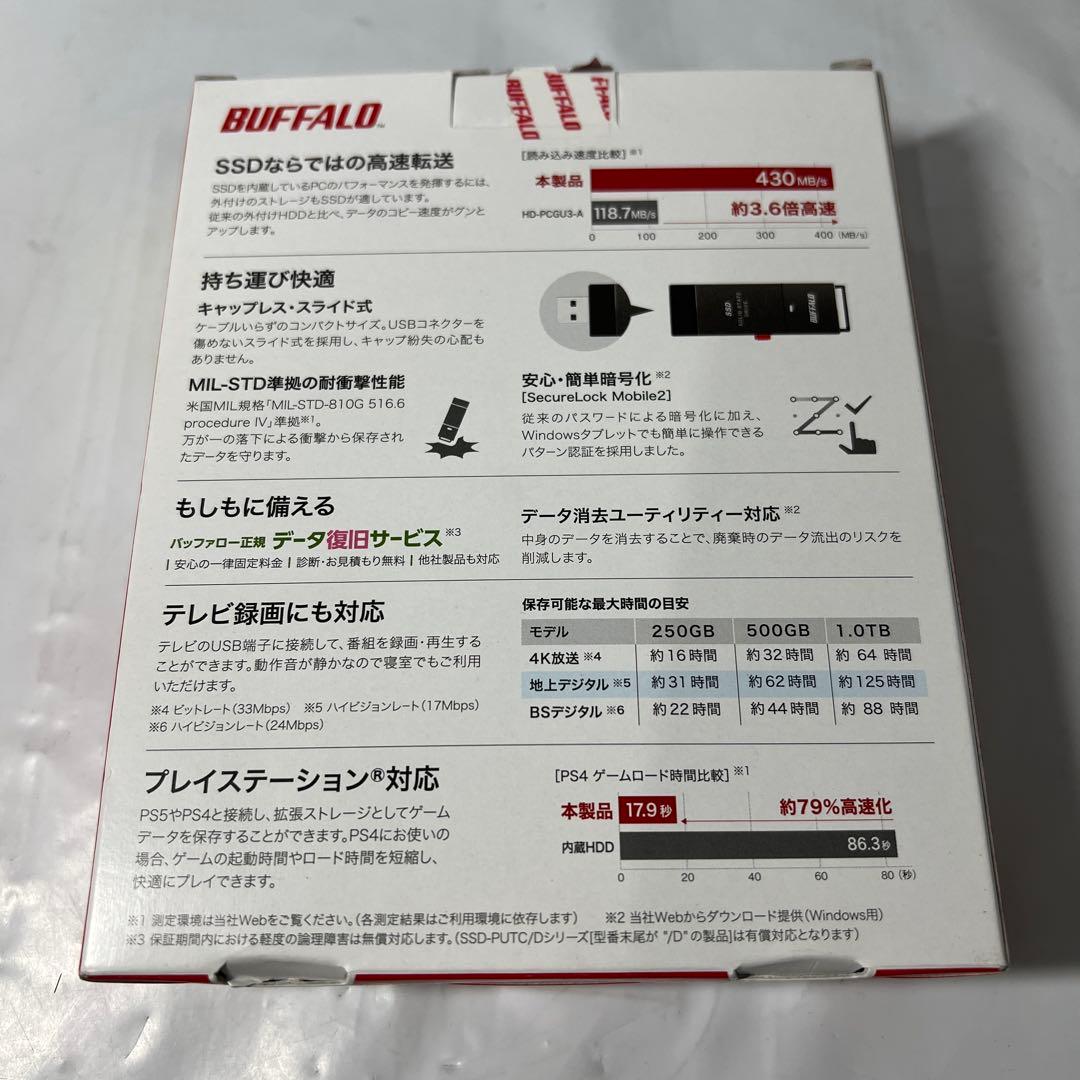 BUFFALO™
BUFFALO
BUFFALO
SSDならではの高速転送
SSDを内蔵しているPCのパフォーマンスを発揮するには、
外付けのストレージもSSDが適しています。
従来の外付けHDDと比べ、データのコピー速度がグンと
アップします。
[読み込み速度比較]※1
本製品 430MB/s
HD-PCGU3-A 118.7MB/s 約3.6倍高速
0 100 200 300 400 (MB/s)
持ち運び快適
キャップレス・スライド式
ケーブルいらずのコンパクトサイズ。USBコネクターを
傷めないスライド式を採用し、キャップ紛失の心配も
ありません。
SSD
SOLID STATE
DRIVE
BUFFALO
MIL-STD準拠の耐衝撃性能
米国MIL規格「MIL-STD-810G 516.6
procedure IV」準拠※1。
万が一の落下による衝撃から保存され
たデータを守ります。
安心・簡単暗号化※2
[SecureLock Mobile2]
従来のパスワードによる暗号化に加え、
Windowsタブレットでも簡単に操作できる
パターン認証を採用しました。
もしもに備える
バッファロー正規 データ復旧サービス※3
| 安心の一律固定料金 | 診断・お見積もり無料 | 他社製品も対応
データ消去ユーティリティー対応※2
中身のデータを消去することで、廃棄時のデータ流出のリスクを
削減します。
テレビ録画にも対応
テレビのUSB端子に接続して、番組を録画・再生する
ことができます。動作音が静かなので寝室でもご利用
いただけます。
※4 ビットレート(33Mbps) ※5 ハイビジョンレート(17Mbps)
※6 ハイビジョンレート(24Mbps)
保存可能な最大時間の目安
モデル 250GB 500GB 1.0TB
4K放送 ※4 約16時間 約32時間 約 64 時間
地上デジタル ※5 約31時間 約62時間 約125時間
BSデジタル ※6 約22時間 約44時間 約 88 時間
プレイステーション®対応
PS5やPS4と接続し、拡張ストレージとしてゲーム
データを保存することができます。PS4にお使いの
場合、ゲームの起動時間やロード時間を短縮し、
快適にプレイできます。
[PS4 ゲームロード時間比較]※1
本製品 17.9秒 約79%高速化
内蔵HDD 86.3秒
0 20 40 60 80 (秒)
※1 測定環境は当社Webをご覧ください。(各測定結果はご利用環境に依存します) ※2 当社Webからダウンロード提供(Windows用)
※3 保証期間内における軽度の論理障害は無償対応します。(SSD-PUTC/Dシリーズ[型番末尾が "/D" の製品]は有償対応となります)